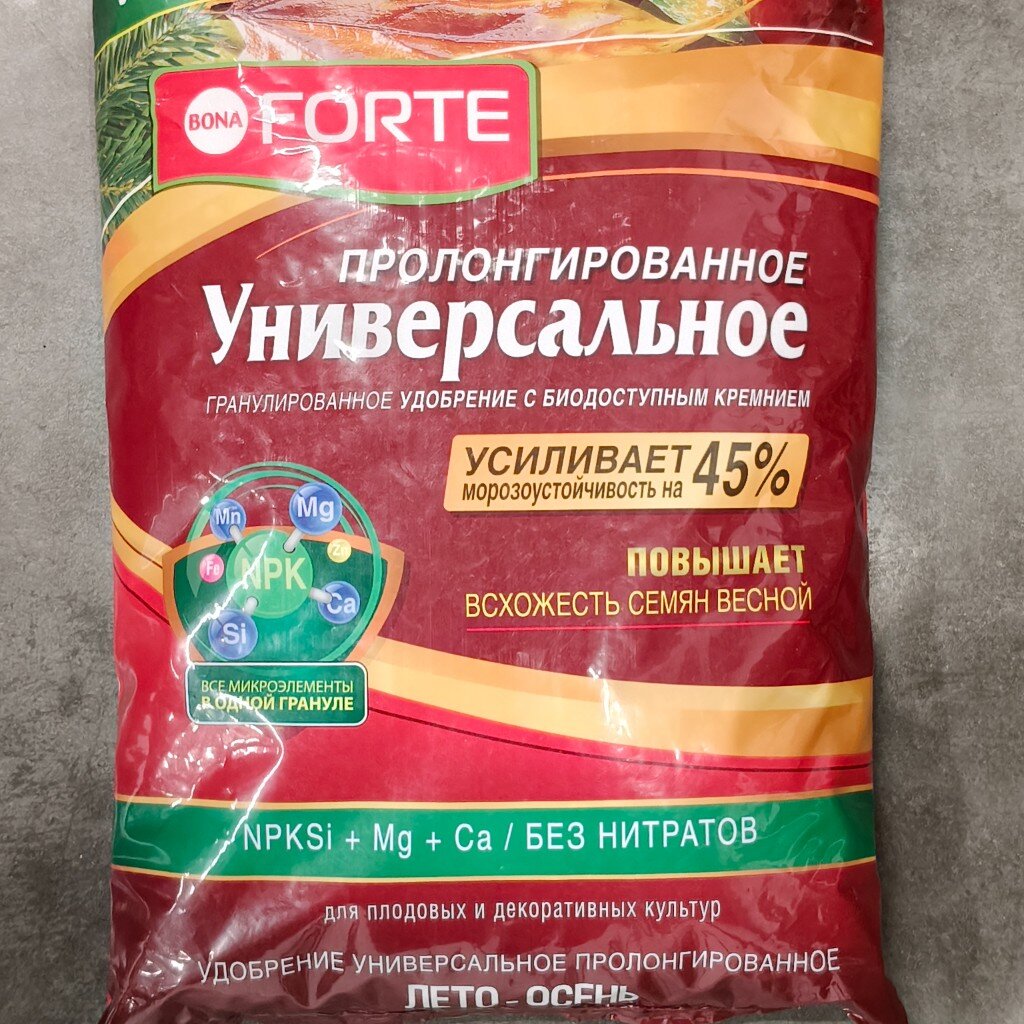 BONA FORTE
ПРОЛОНГИРОВАННОЕ
Универсальное
ГРАНУЛИРОВАННОЕ УДОБРЕНИЕ С БИОДОСТУПНЫМ КРЕМНИЕМ
УСИЛИВАЕТ
МОРОЗОУСТОЙЧИВОСТЬ НА 45%
ПОВЫШАЕТ
ВСХОЖЕСТЬ СЕМЯН ВЕСНОЙ
Mn Mg
Fe NPK Zn
Si Ca
ВСЕ МИКРОЭЛЕМЕНТЫ
В ОДНОЙ ГРАНУЛЕ
NPKSi + Mg + Ca / БЕЗ НИТРАТОВ
для плодовых и декоративных культур
УДОБРЕНИЕ УНИВЕРСАЛЬНОЕ ПРОЛОНГИРОВАННОЕ
ЛЕТО - ОСЕНЬ